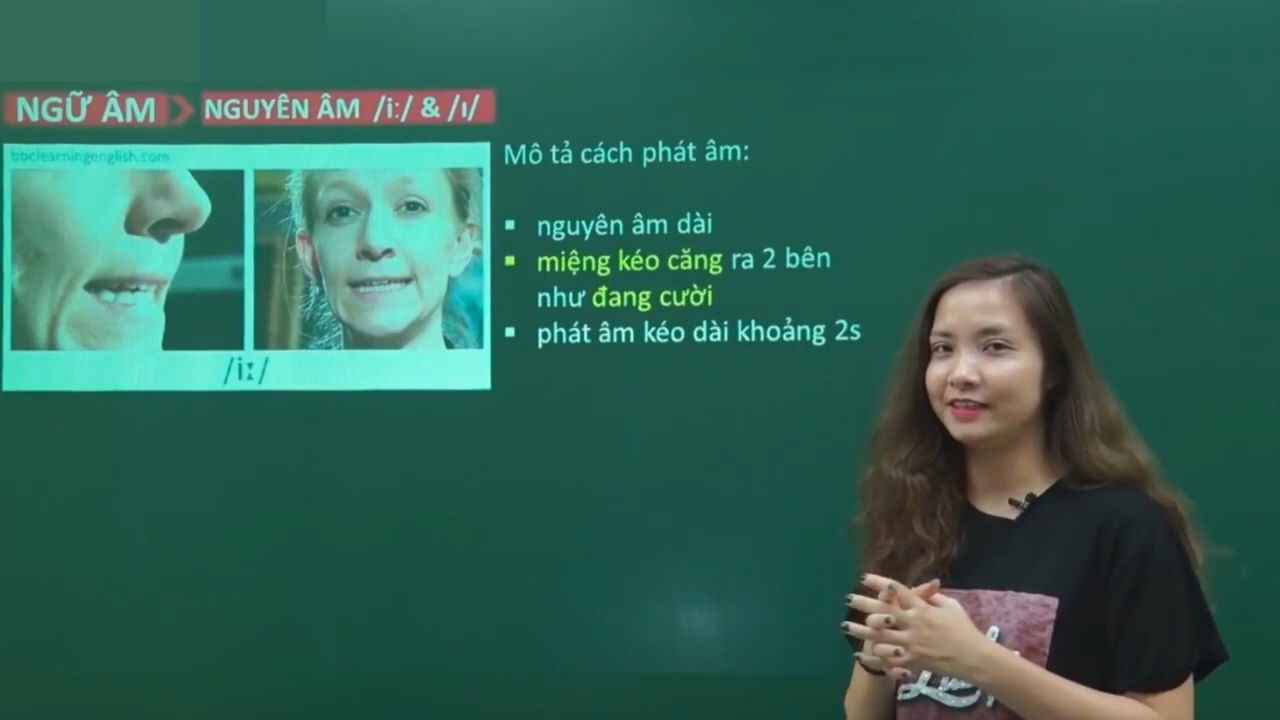 NGỮ ÂM
NGUYÊN ÂM /iː/ & /ɪ/
bbclearningenglish.com
/iː/
Mô tả cách phát âm:
▪ nguyên âm dài
▪ miệng kéo căng ra 2 bên
như đang cười
▪ phát âm kéo dài khoảng 2s